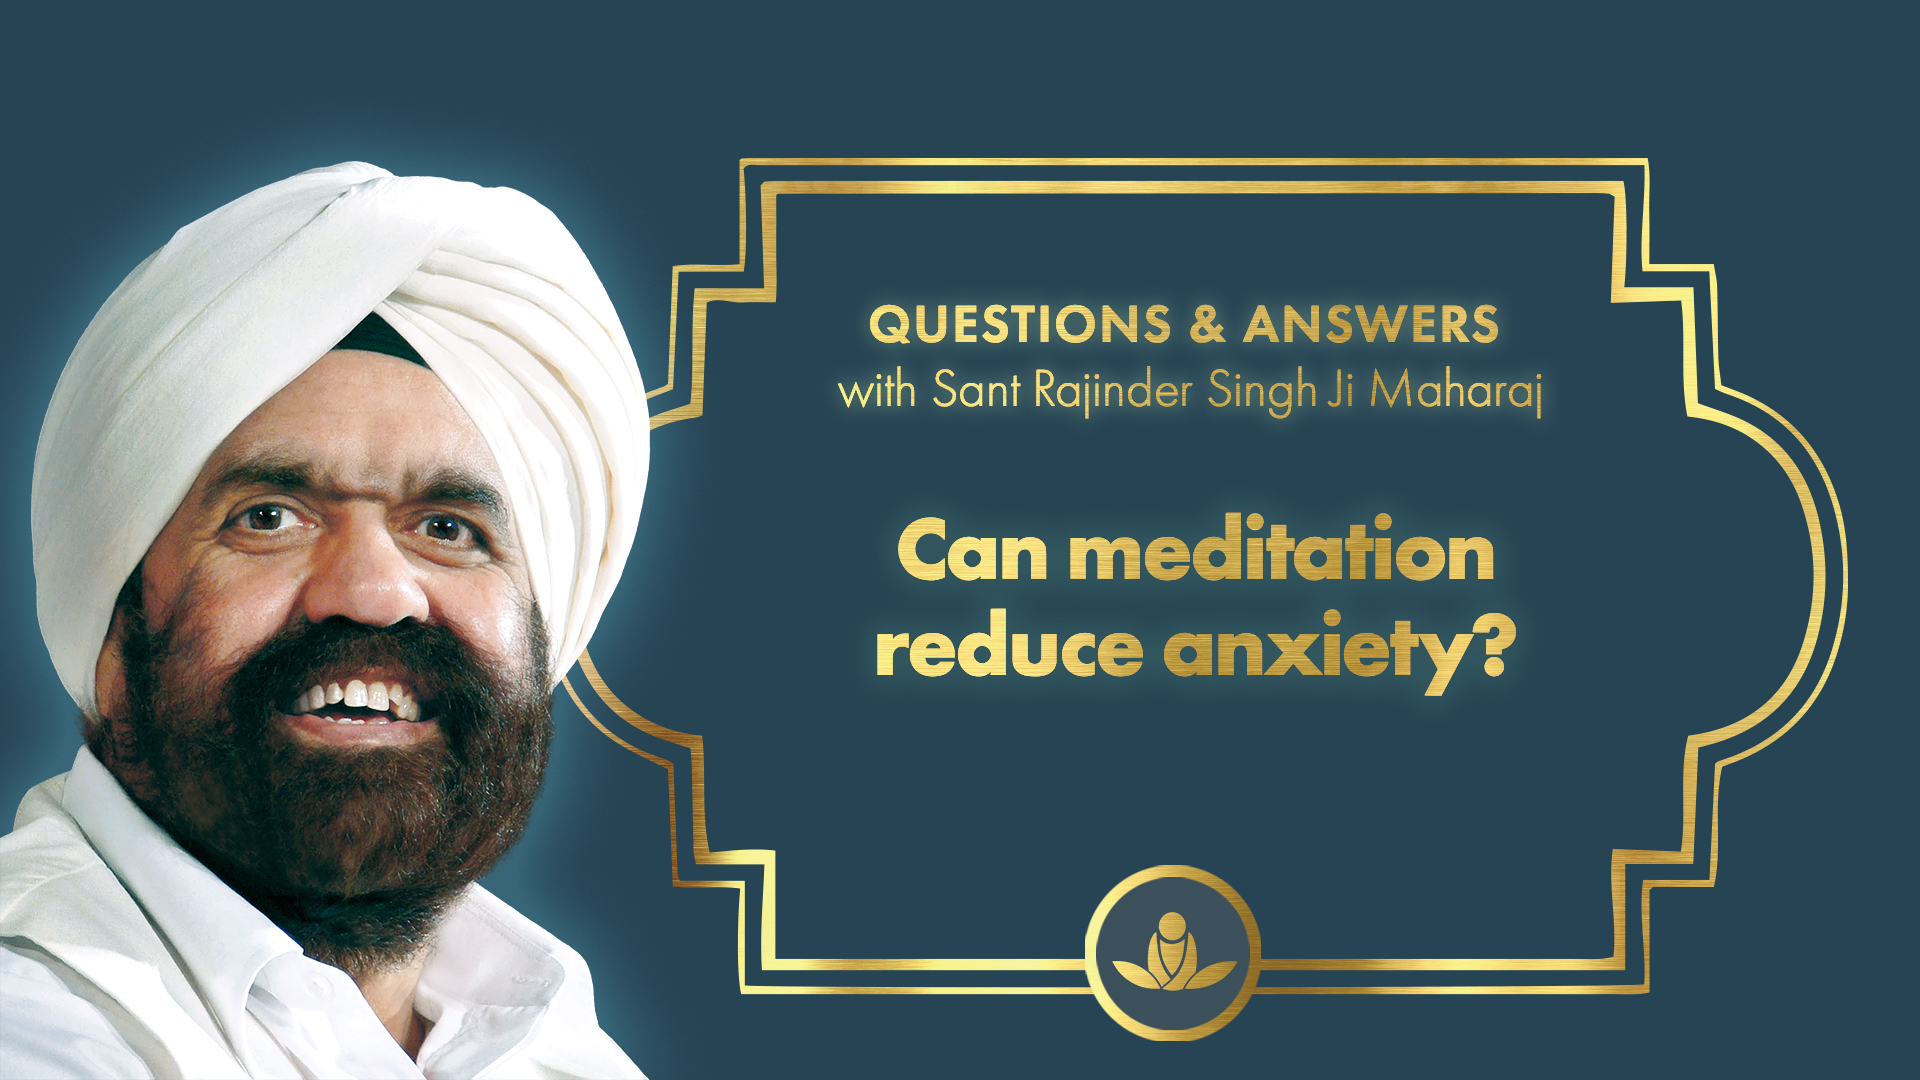 QUESTIONS & ANSWERS
with Sant Rajinder Singh Ji Maharaj
Can meditation
reduce anxiety?